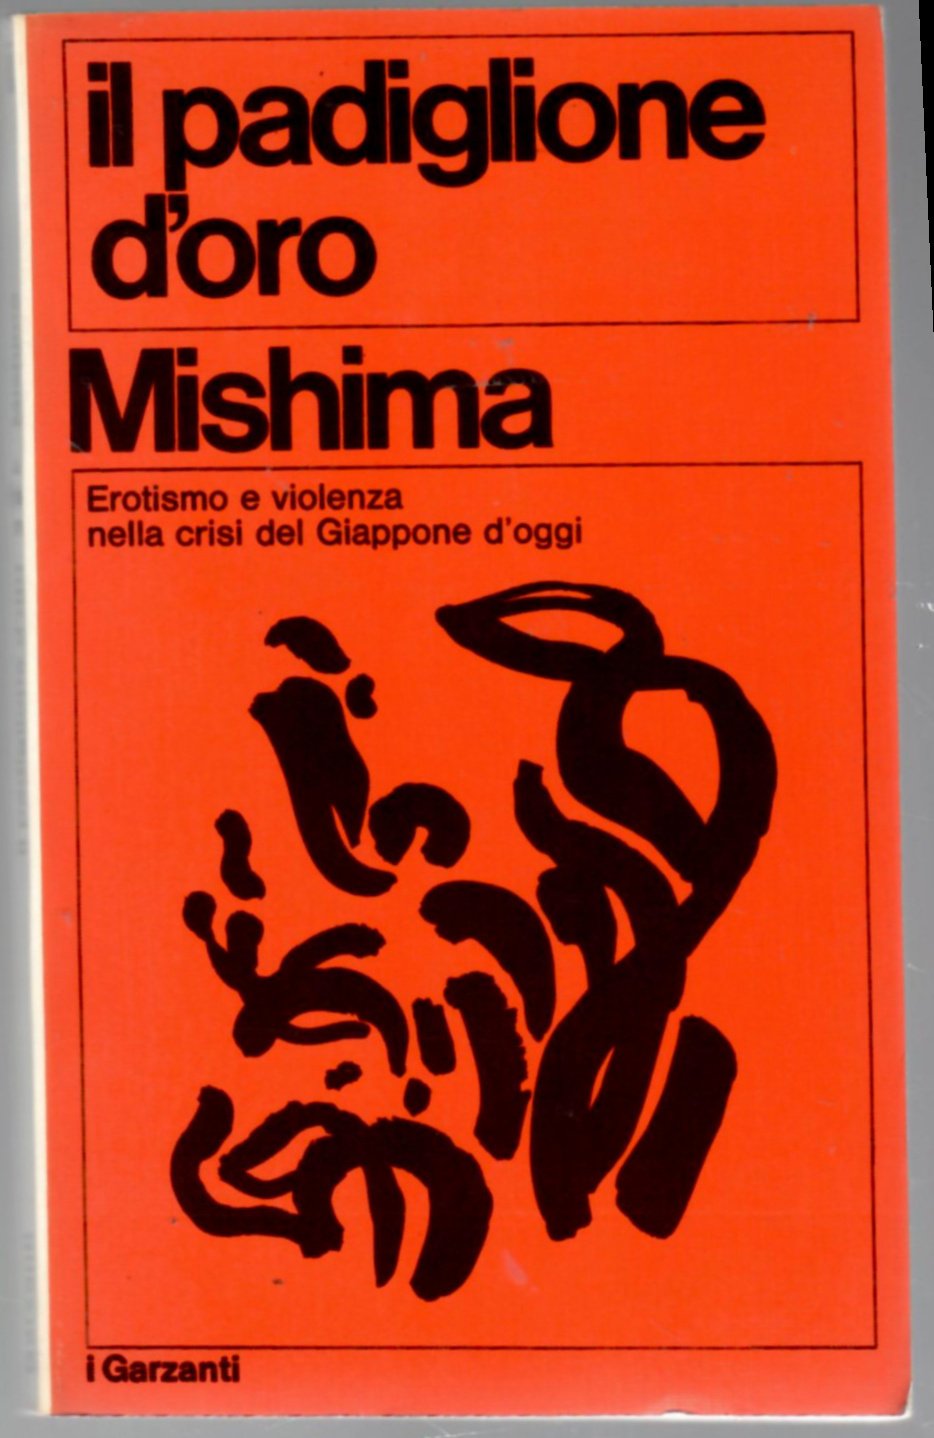 il padiglione
d'oro
Mishima
Erotismo e violenza
nella crisi del Giappone d'oggi
i Garzanti